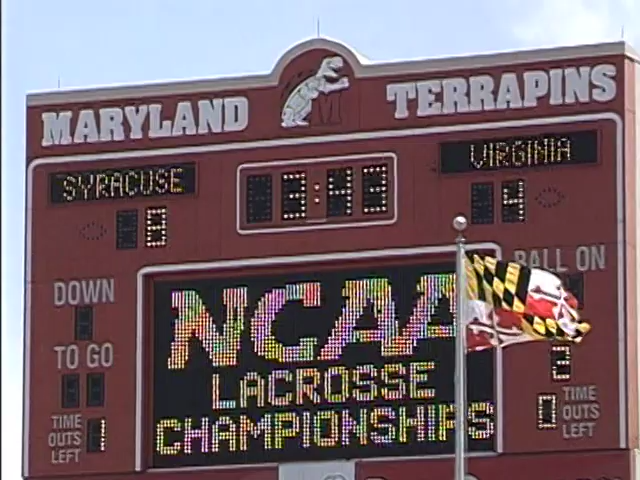 MARYLAND M TERRAPINS
SYRACUSE 3:43 VIRGINIA
8 4
DOWN BALL ON
TO GO 2
TIME OUTS LEFT 1
0 TIME OUTS LEFT
NCAA
LACROSSE
CHAMPIONSHIPS